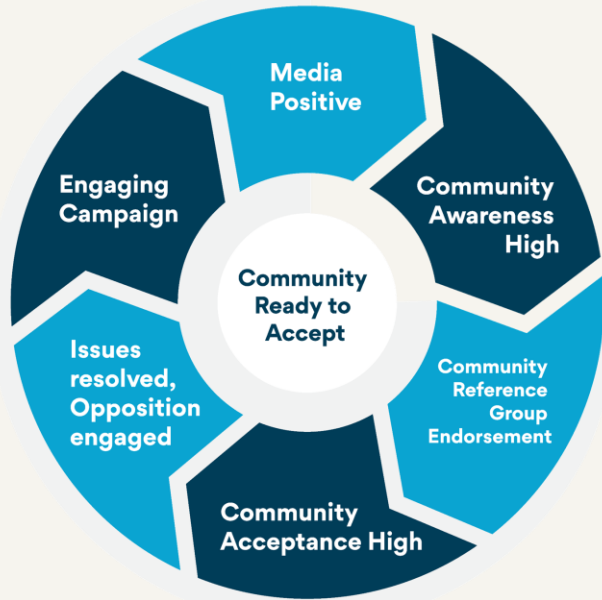 Media
Positive
Community
Awareness
High
Community
Reference
Group
Endorsement
Community
Acceptance High
Issues
resolved,
Opposition
engaged
Engaging
Campaign
Community
Ready to
Accept